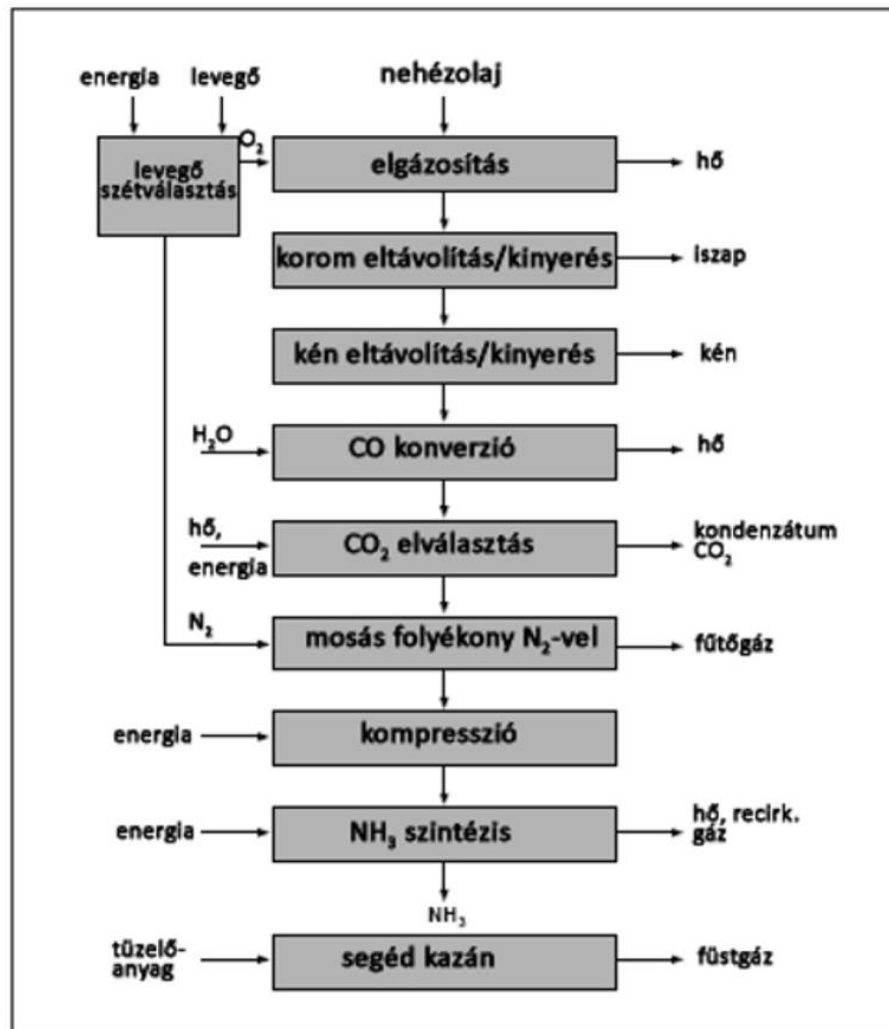 energia
levegő
nehézolaj
levegő
szétválasztás
O₂
elgázosítás
hő
korom eltávolítás/kinyerés
iszap
kén eltávolítás/kinyerés
kén
H₂O
CO konverzió
hő
hő,
energia
CO₂ elválasztás
kondenzátum
CO₂
N₂
mosás folyékony N₂-vel
fűtőgáz
energia
kompresszió
energia
NH₃ szintézis
hő, recirk.
gáz
NH₃
tüzelő-
anyag
segéd kazán
füstgáz